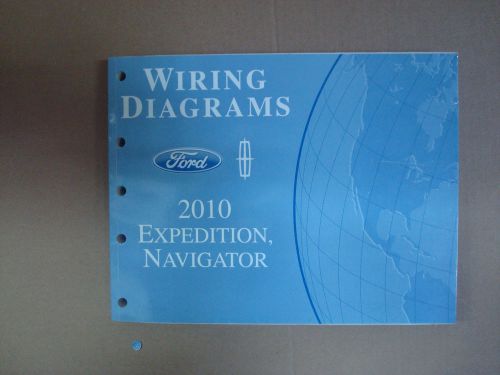 WIRING
DIAGRAMS
Ford
2010
EXPEDITION,
NAVIGATOR